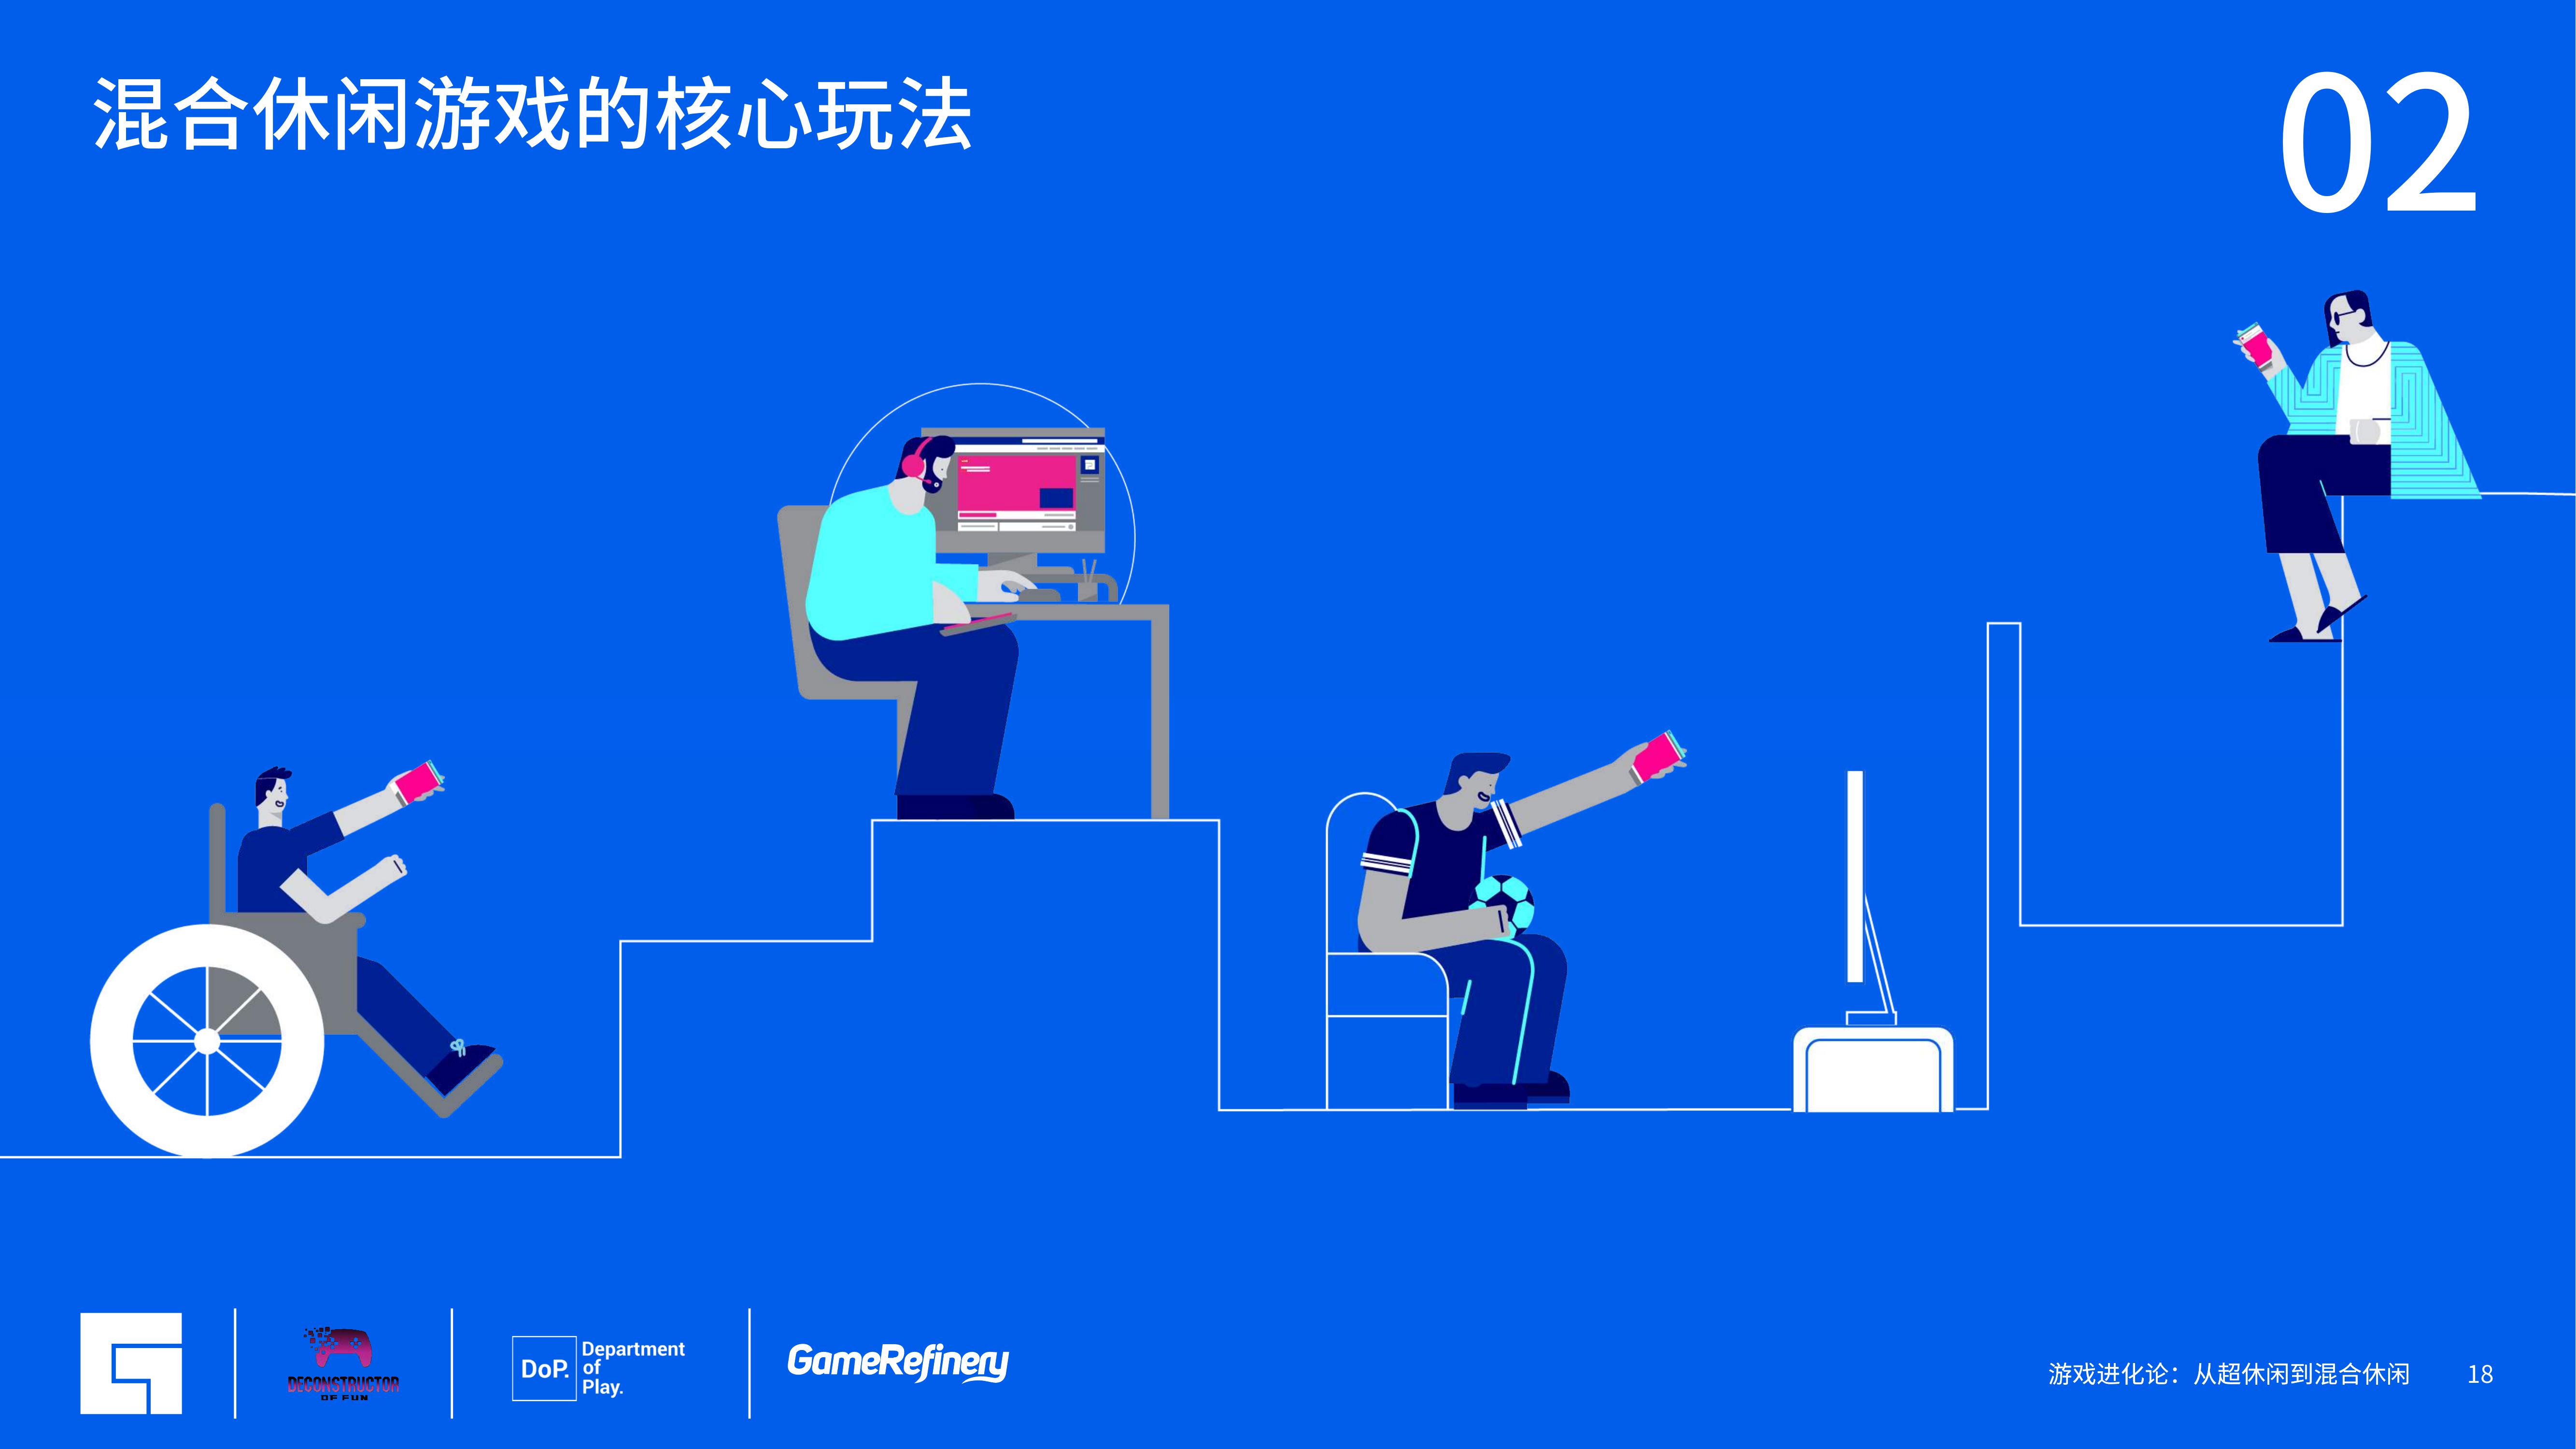 混合休闲游戏的核心玩法
02
DECONSTRUCTOR
OF FUN
DoP.
Department
of
Play.
GameRefinery
游戏进化论：从超休闲到混合休闲
18